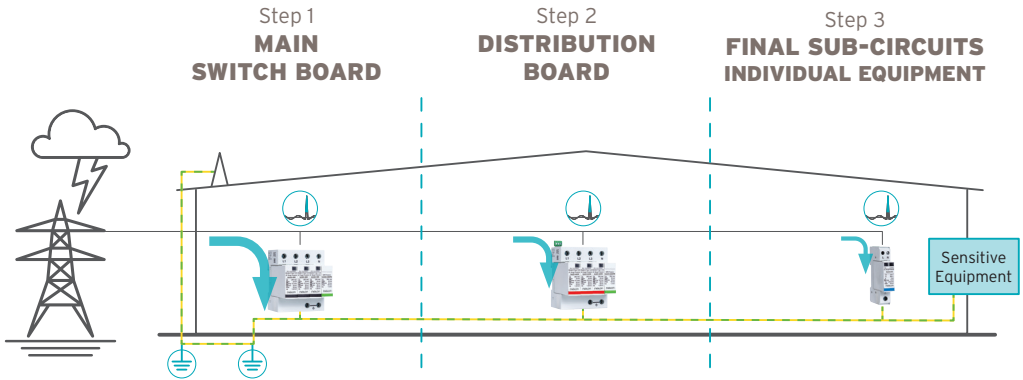 Step 1
MAIN
SWITCH BOARD
Step 2
DISTRIBUTION
BOARD
Step 3
FINAL SUB-CIRCUITS
INDIVIDUAL EQUIPMENT
Sensitive
Equipment